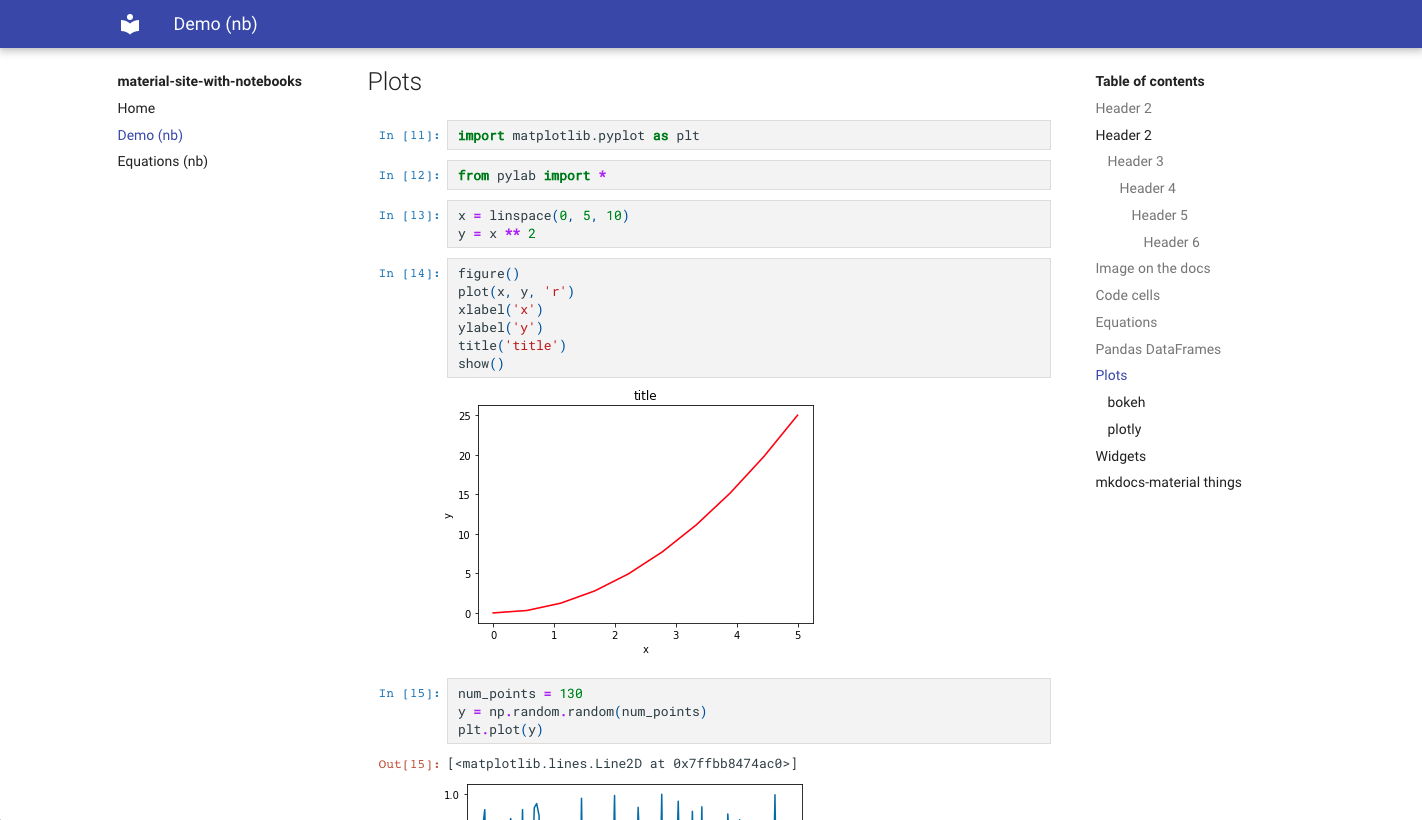 Demo (nb)
material-site-with-notebooks
Home
Demo (nb)
Equations (nb)
Plots
In [11]:
import matplotlib.pyplot as plt
In [12]:
from pylab import *
In [13]:
x = linspace(0, 5, 10)
y = x ** 2
In [14]:
figure()
plot(x, y, 'r')
xlabel('x')
ylabel('y')
title('title')
show()
title
25
20
15
10
5
0
y
0 1 2 3 4 5
x
In [15]:
num_points = 130
y = np.random.random(num_points)
plt.plot(y)
Out[15]:
[<matplotlib.lines.Line2D at 0x7ffbb8474ac0>]
1.0
Table of contents
Header 2
Header 2
Header 3
Header 4
Header 5
Header 6
Image on the docs
Code cells
Equations
Pandas DataFrames
Plots
bokeh
plotly
Widgets
mkdocs-material things